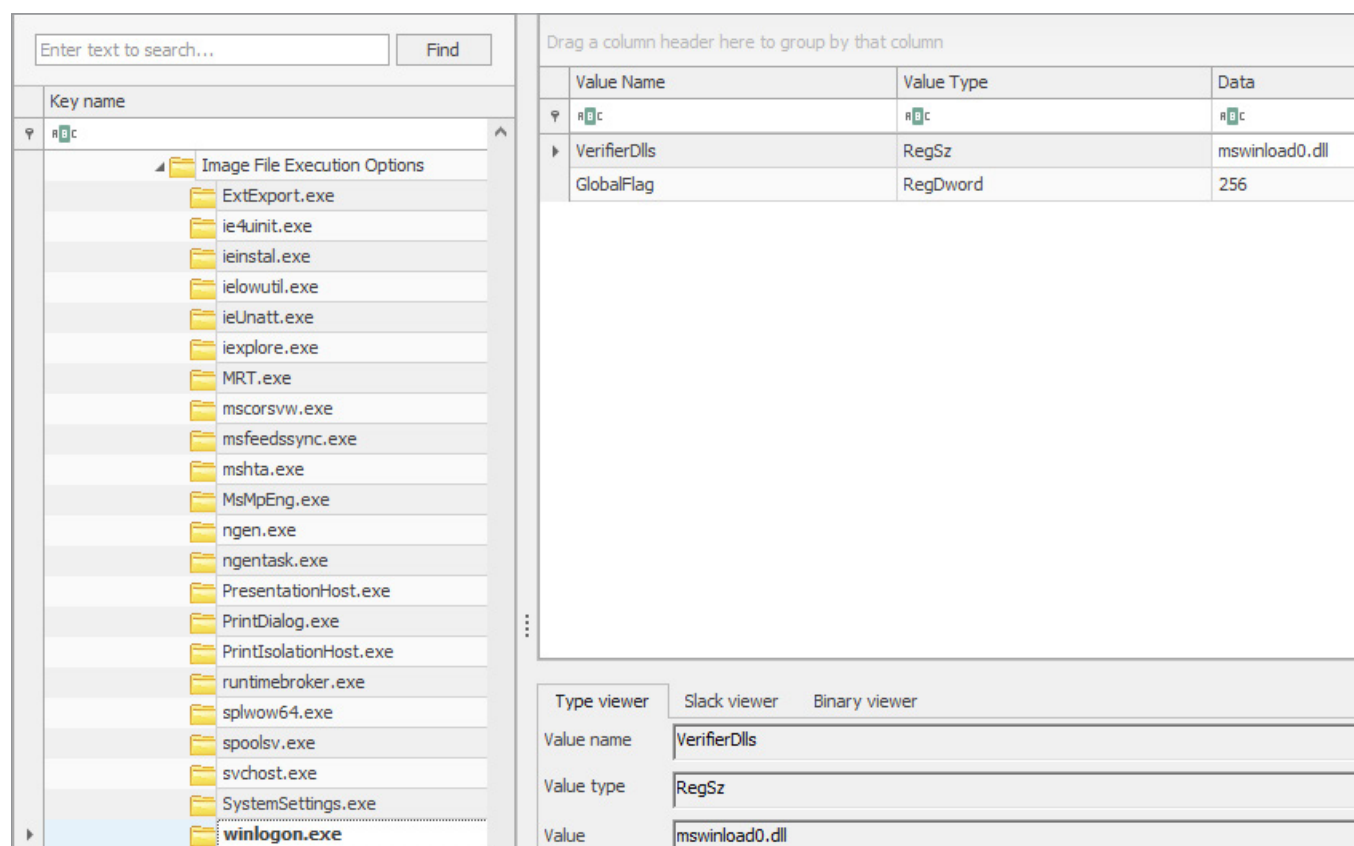 Enter text to search...
Find
Key name
ABC
Image File Execution Options
ExtExport.exe
ie4uinit.exe
ieinstal.exe
ielowutil.exe
ieUnatt.exe
iexplore.exe
MRT.exe
mscorsvw.exe
msfeedssync.exe
mshta.exe
MsMpEng.exe
ngen.exe
ngentask.exe
PresentationHost.exe
PrintDialog.exe
PrintIsolationHost.exe
runtimebroker.exe
splwow64.exe
spoolsv.exe
svchost.exe
SystemSettings.exe
winlogon.exe
Drag a column header here to group by that column
Value Name Value Type Data
ABC ABC ABC
VerifierDlls RegSz mswinload0.dll
GlobalFlag RegDword 256
Type viewer Slack viewer Binary viewer
Value name VerifierDlls
Value type RegSz
Value mswinload0.dll